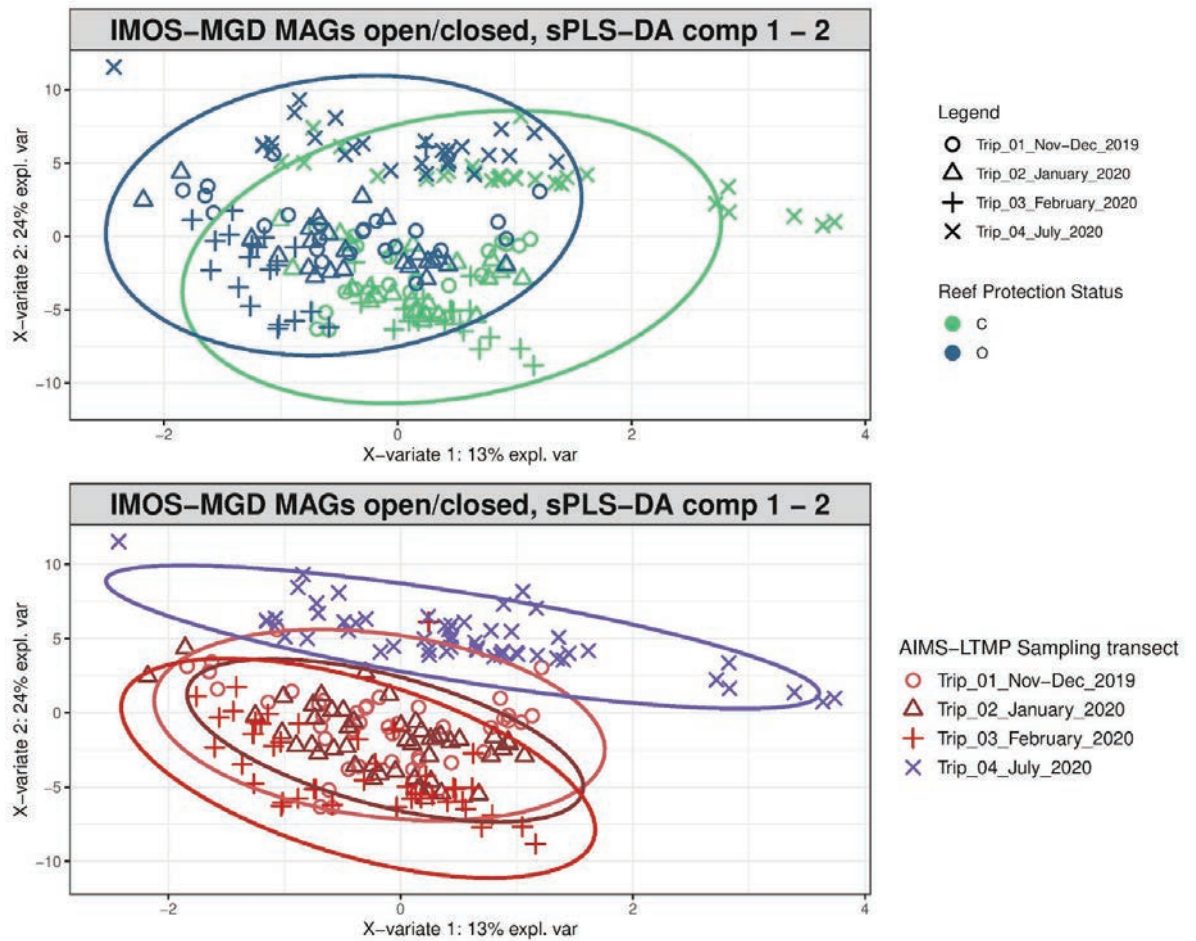 IMOS−MGD MAGs open/closed, sPLS−DA comp 1 − 2
10
5
0
−5
−10
X−variate 2: 24% expl. var
−2
0
2
4
X−variate 1: 13% expl. var
Legend
Trip_01_Nov−Dec_2019
Trip_02_January_2020
Trip_03_February_2020
Trip_04_July_2020
Reef Protection Status
C
O
IMOS−MGD MAGs open/closed, sPLS−DA comp 1 − 2
10
5
0
−5
−10
X−variate 2: 24% expl. var
−2
0
2
4
X−variate 1: 13% expl. var
AIMS−LTMP Sampling transect
Trip_01_Nov−Dec_2019
Trip_02_January_2020
Trip_03_February_2020
Trip_04_July_2020